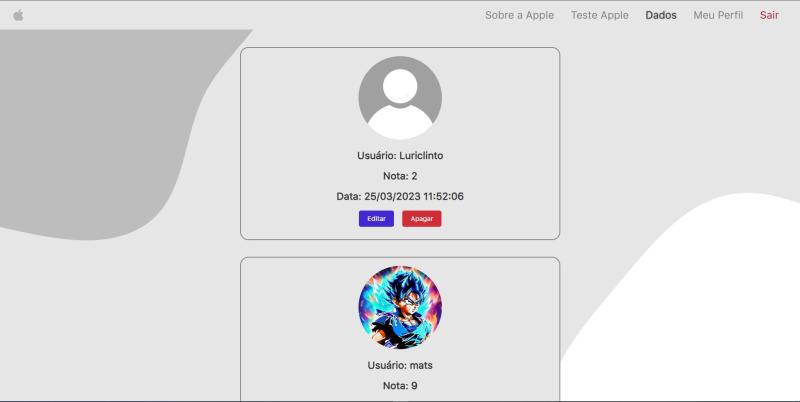 Sobre a Apple Teste Apple Dados Meu Perfil Sair
Usuário: Luriclinto
Nota: 2
Data: 25/03/2023 11:52:06
Editar Apagar
Usuário: mats
Nota: 9